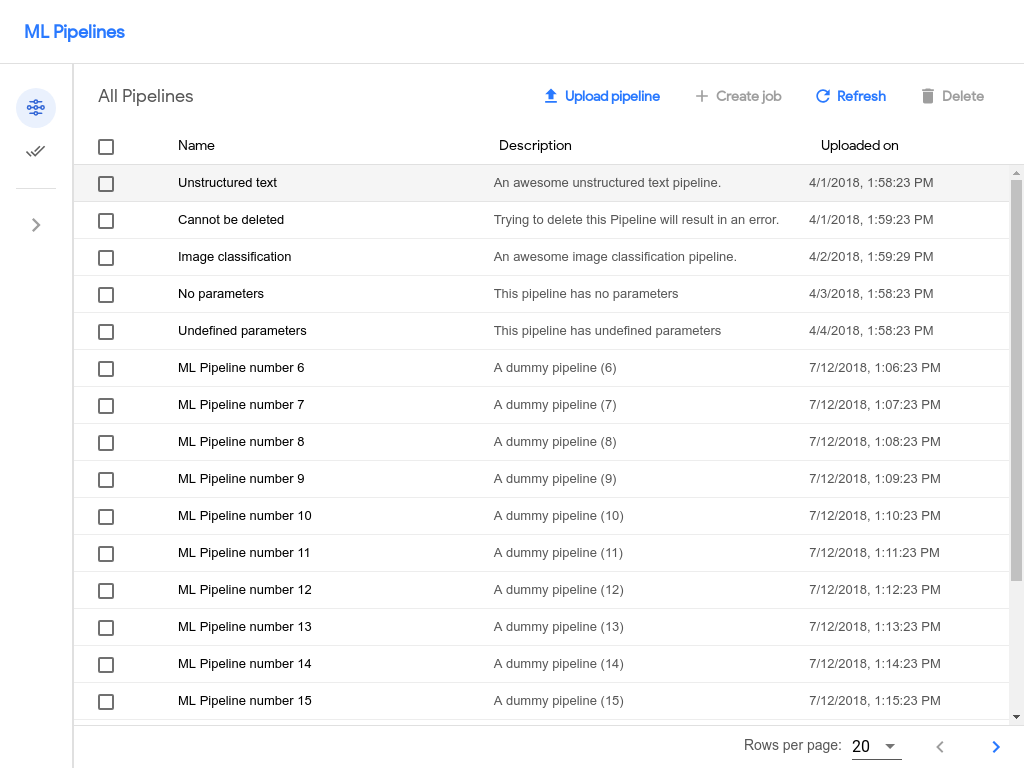 ML Pipelines
All Pipelines Upload pipeline Create job Refresh Delete
Name Description Uploaded on
Unstructured text An awesome unstructured text pipeline. 4/1/2018, 1:58:23 PM
Cannot be deleted Trying to delete this Pipeline will result in an error. 4/1/2018, 1:59:23 PM
Image classification An awesome image classification pipeline. 4/2/2018, 1:59:29 PM
No parameters This pipeline has no parameters 4/3/2018, 1:58:23 PM
Undefined parameters This pipeline has undefined parameters 4/4/2018, 1:58:23 PM
ML Pipeline number 6 A dummy pipeline (6) 7/12/2018, 1:06:23 PM
ML Pipeline number 7 A dummy pipeline (7) 7/12/2018, 1:07:23 PM
ML Pipeline number 8 A dummy pipeline (8) 7/12/2018, 1:08:23 PM
ML Pipeline number 9 A dummy pipeline (9) 7/12/2018, 1:09:23 PM
ML Pipeline number 10 A dummy pipeline (10) 7/12/2018, 1:10:23 PM
ML Pipeline number 11 A dummy pipeline (11) 7/12/2018, 1:11:23 PM
ML Pipeline number 12 A dummy pipeline (12) 7/12/2018, 1:12:23 PM
ML Pipeline number 13 A dummy pipeline (13) 7/12/2018, 1:13:23 PM
ML Pipeline number 14 A dummy pipeline (14) 7/12/2018, 1:14:23 PM
ML Pipeline number 15 A dummy pipeline (15) 7/12/2018, 1:15:23 PM
Rows per page: 20